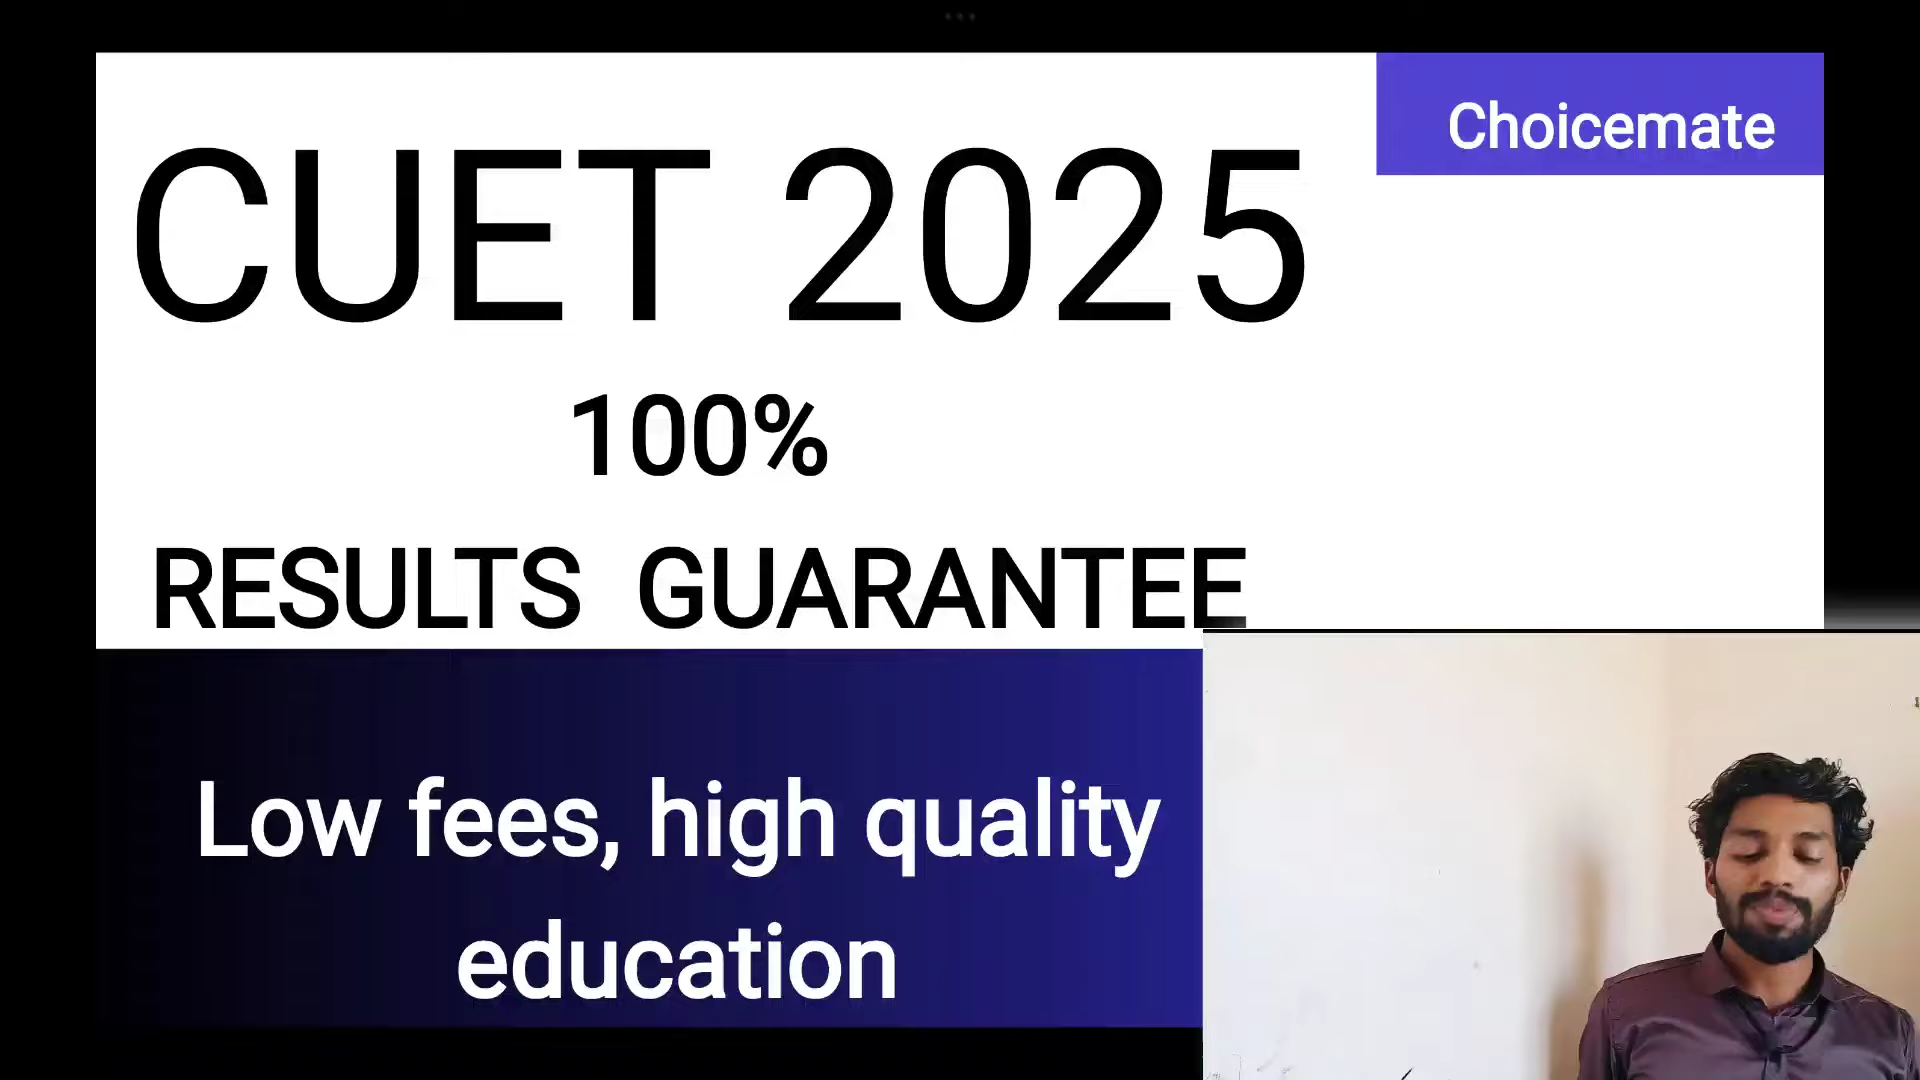 Choicemate
CUET 2025
100%
RESULTS GUARANTEE
Low fees, high quality
education